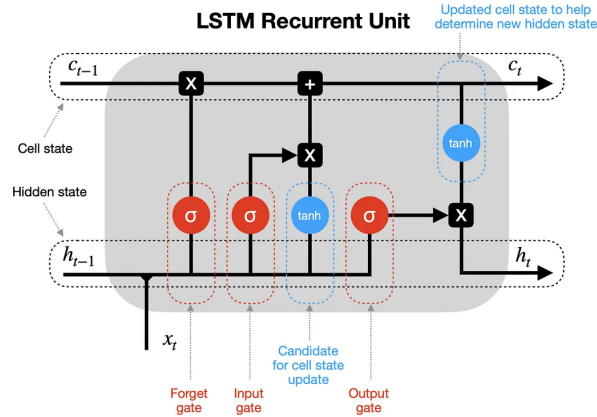 LSTM Recurrent Unit
Updated cell state to help
determine new hidden state
c_{t−1}
X
+
c_t
tanh
Cell state
X
Hidden state
σ
σ
tanh
σ
X
h_{t−1}
h_t
x_t
Candidate
for cell state
update
Forget
gate
Input
gate
Output
gate